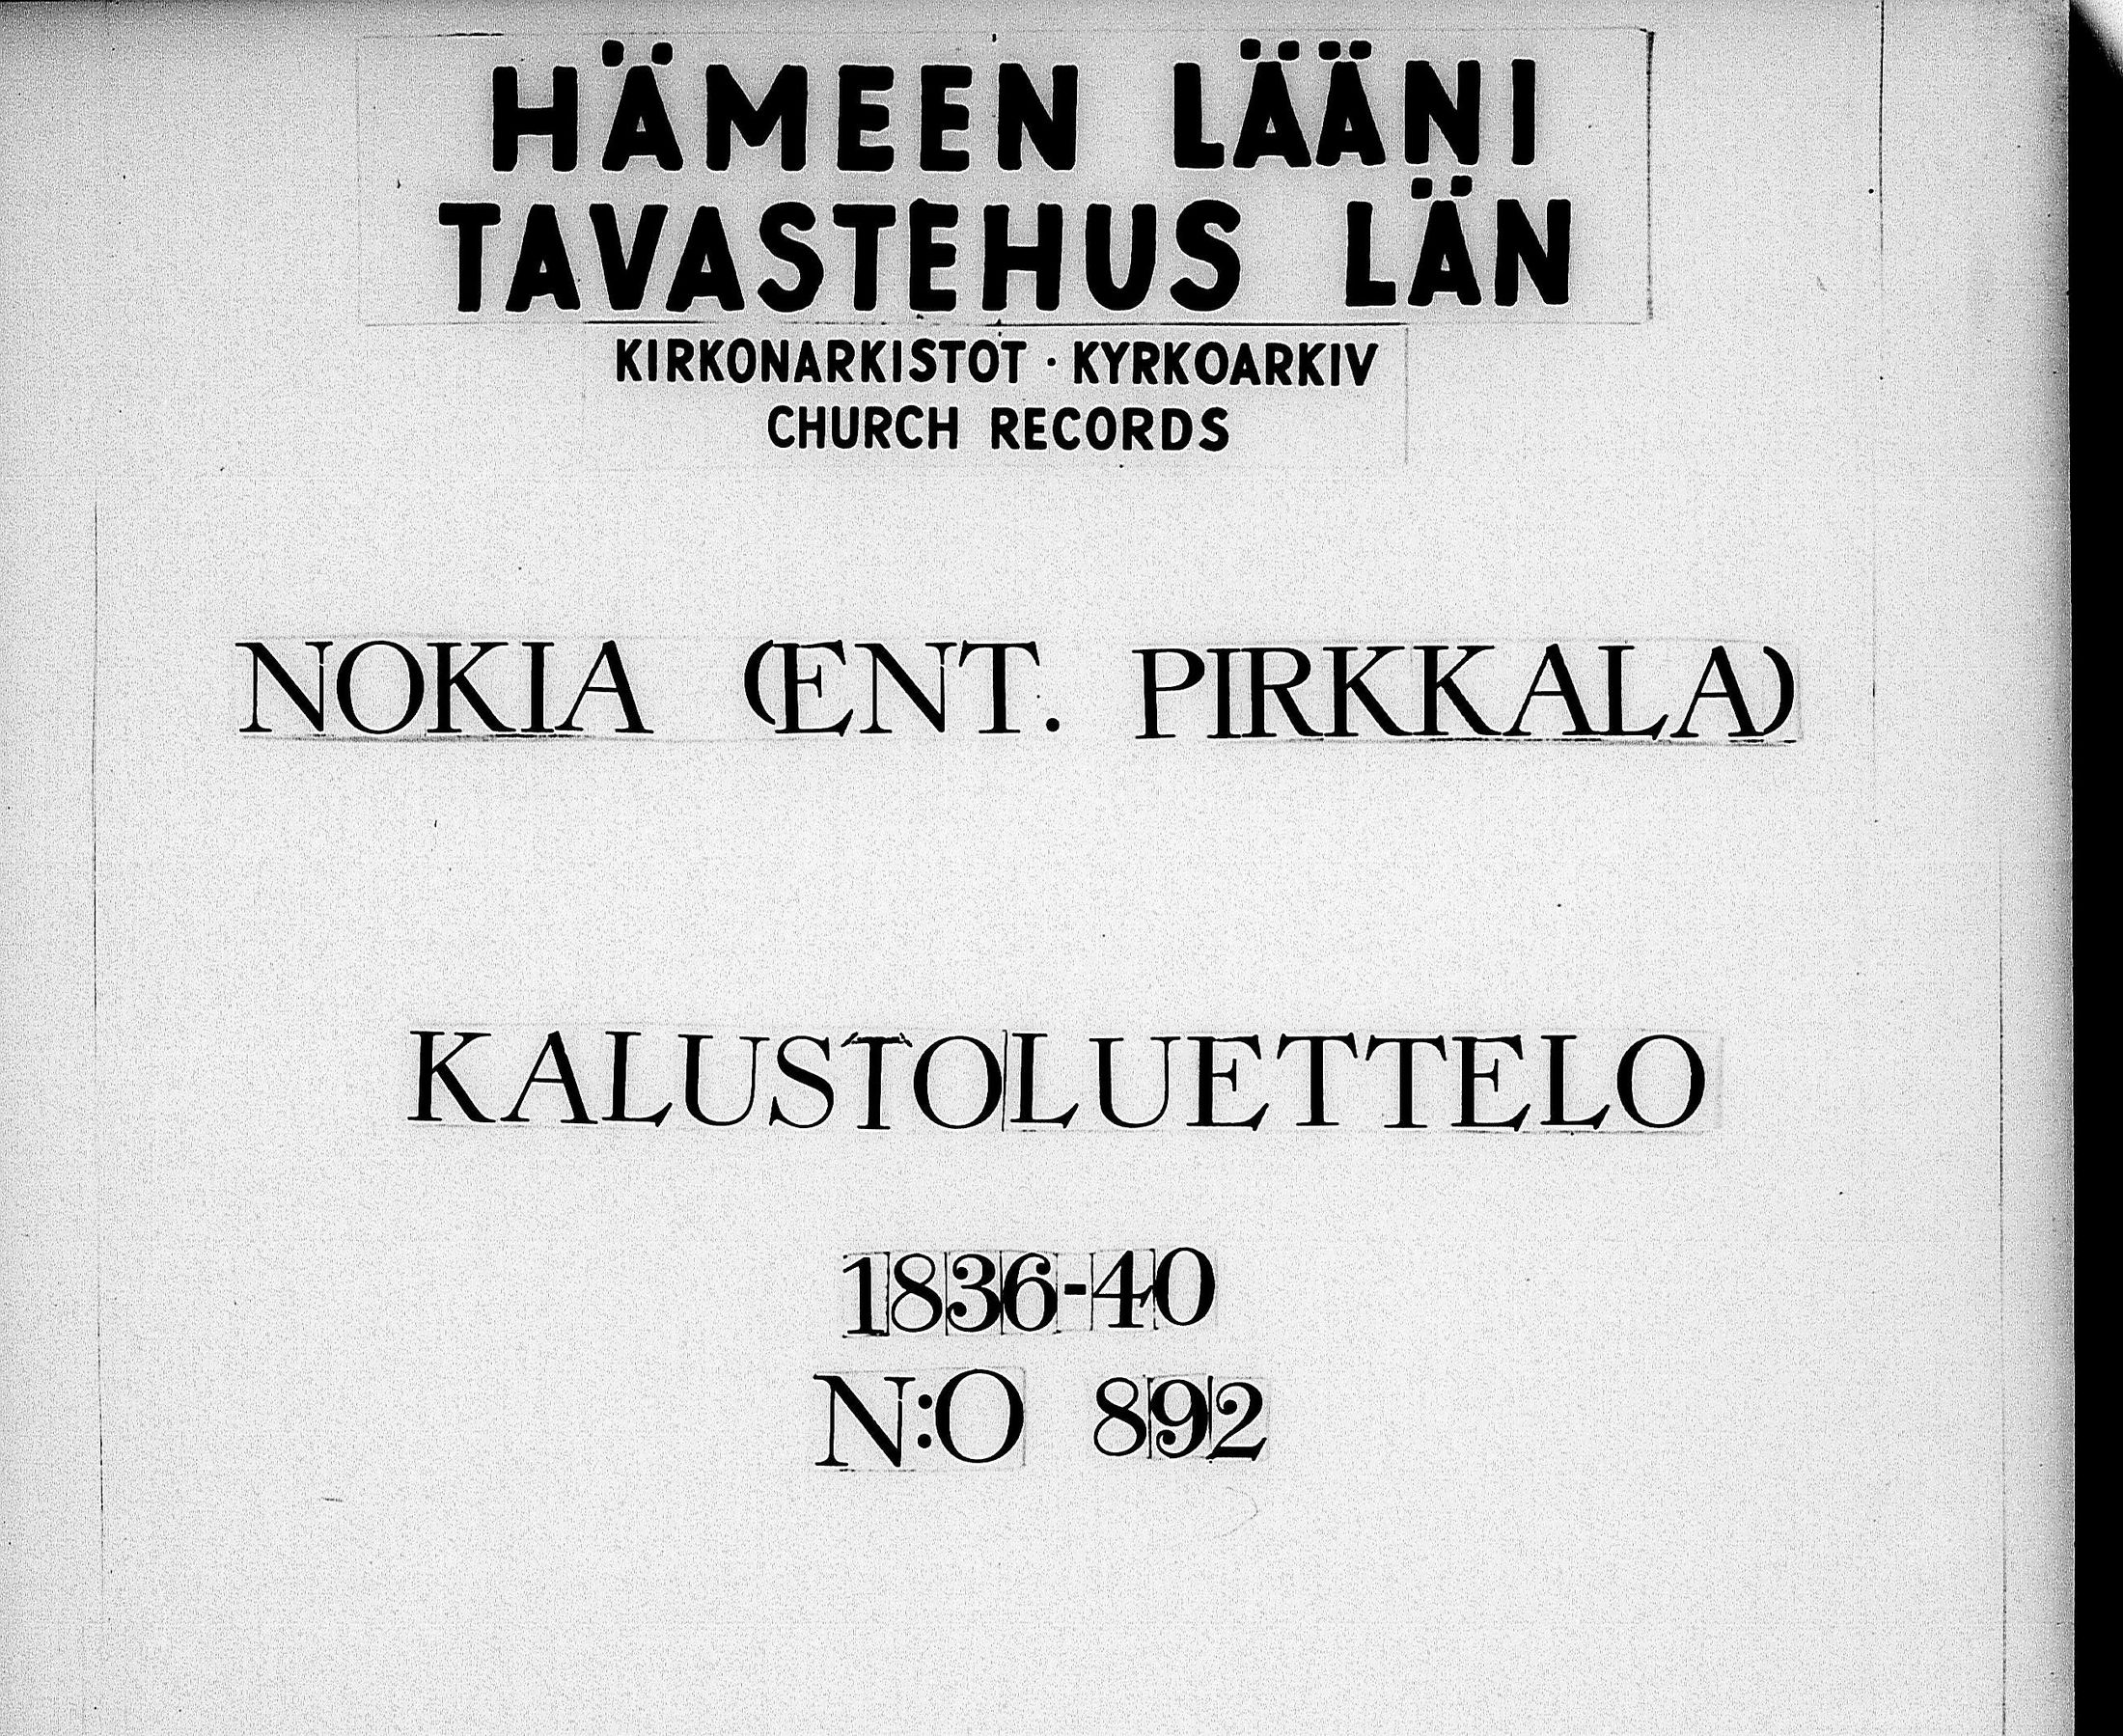 HÄMEEN LÄÄNI
TAVASTEHUS LÄN
KIRKONARKISTOT · KYRKOARKIV
CHURCH RECORDS
NOKIA (ENT. PIRKKALA)
KALUSTOLUETTELO
1836-40
N:O 892